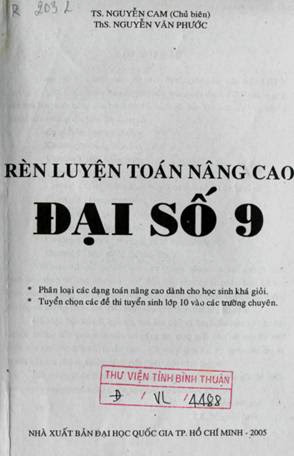 R 203 L
TS. NGUYỄN CAM (Chủ biên)
ThS. NGUYỄN VĂN PHƯỚC
RÈN LUYỆN TOÁN NÂNG CAO
ĐẠI SỐ 9
* Phân loại các dạng toán nâng cao dành cho học sinh khá giỏi.
* Tuyển chọn các đề thi tuyển sinh lớp 10 vào các trường chuyên.
THƯ VIỆN TỈNH BÌNH THUẬN
Đ / VL / 4488
NHÀ XUẤT BẢN ĐẠI HỌC QUỐC GIA TP. HỒ CHÍ MINH - 2005